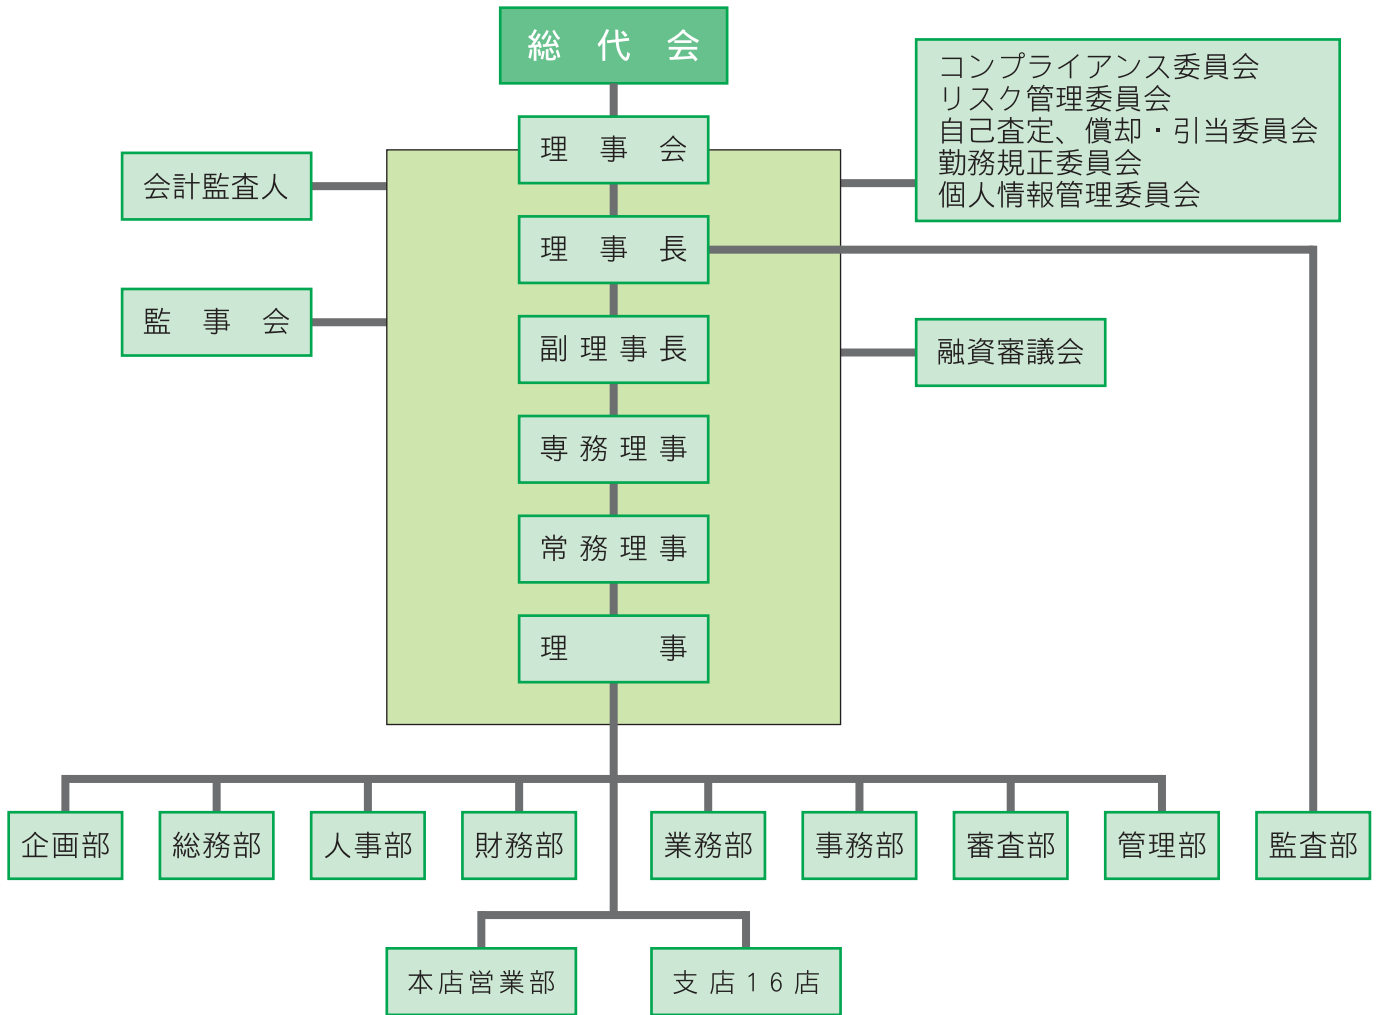 総代会
理事会
コンプライアンス委員会
リスク管理委員会
自己査定、償却・引当委員会
勤務規正委員会
個人情報管理委員会
会計監査人
理事長
監事会
副理事長
融資審議会
専務理事
常務理事
理事
企画部
総務部
人事部
財務部
業務部
事務部
審査部
管理部
監査部
本店営業部
支店16店